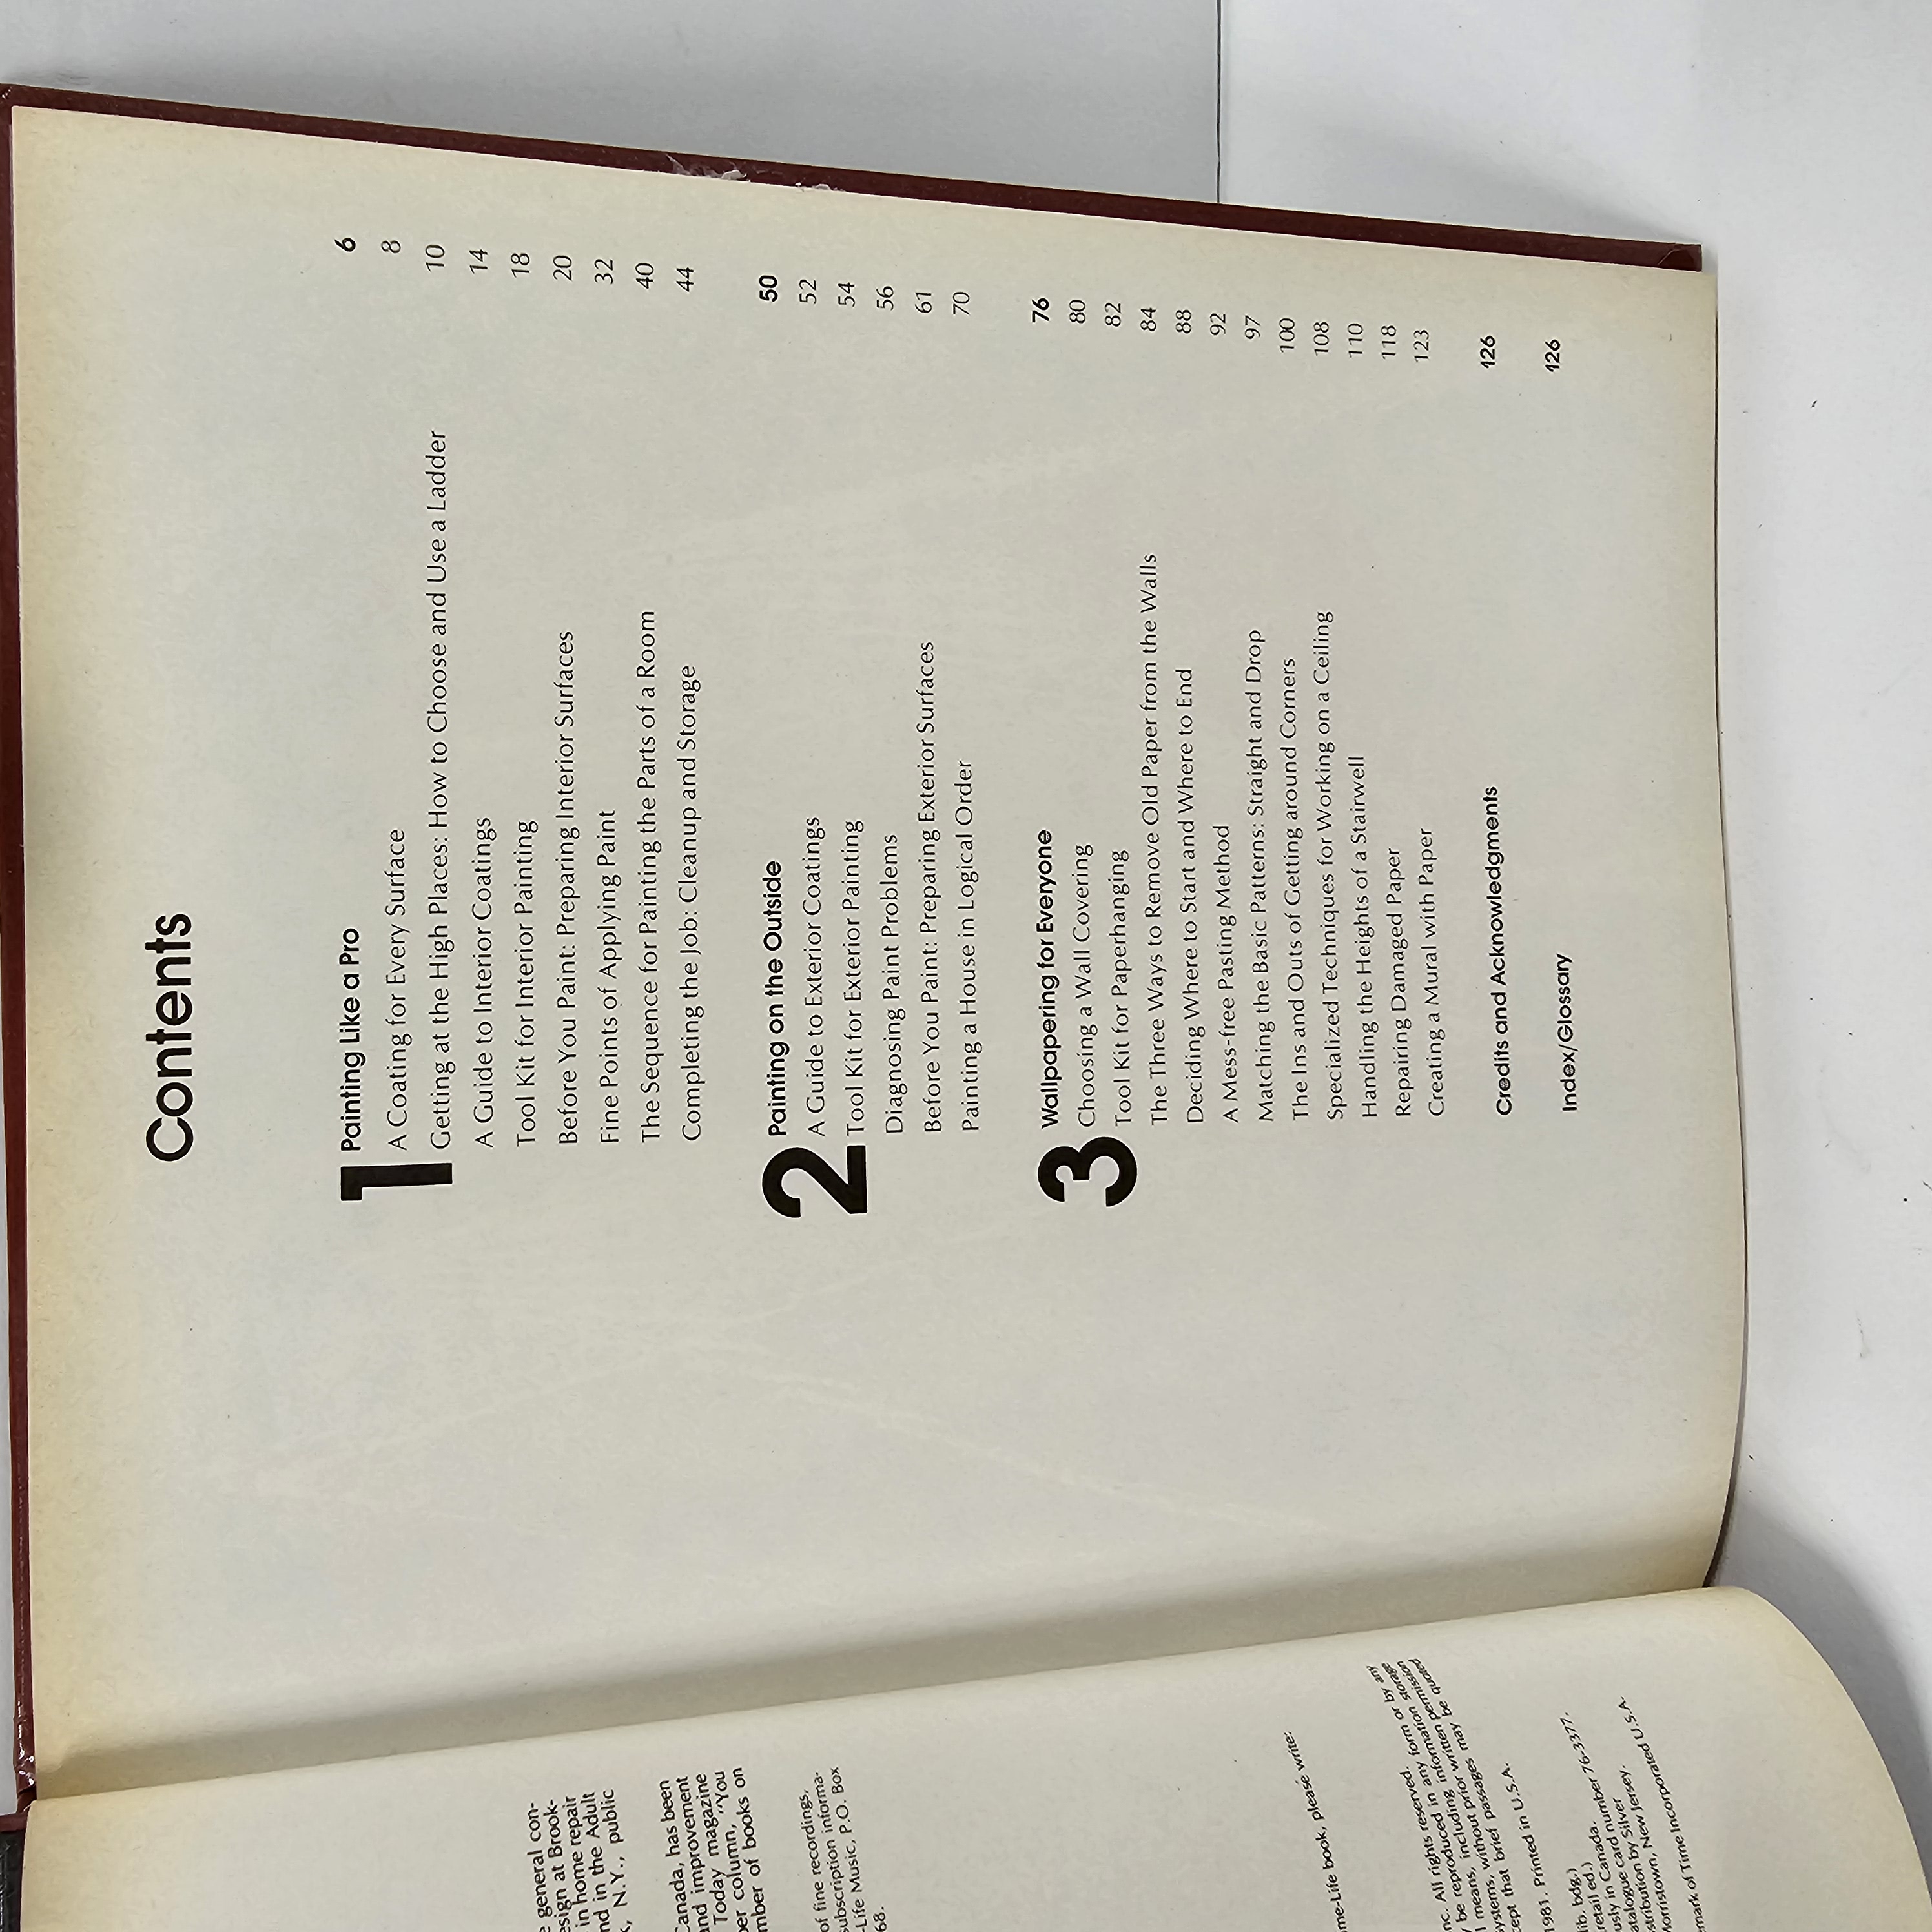 e general con-
esign at Brook-
in home repair
nd in the Adult
k, N.Y., public
Canada, has been
and improvement
Today magazine
per column, "You
mber of books on
of fine recordings,
subscription informa-
-Life Music, P.O. Box
68.
me-Life book, please write:
nc. All rights reserved.
y be reproduced in any form or by any
l means, including information storage
systems, without prior written permission
cept that brief passages may be quoted
1981. Printed in U.S.A.
lib. bdg.)
retail ed.)
usly in Canada.
atalogue card number 76-3377.
stribution by Silver
Morristown, New Jersey.
emark of Time Incorporated U.S.A.
Contents
1 Painting Like a Pro 6
A Coating for Every Surface 8
Getting at the High Places: How to Choose and Use a Ladder 10
A Guide to Interior Coatings 14
Tool Kit for Interior Painting 18
Before You Paint: Preparing Interior Surfaces 20
Fine Points of Applying Paint 32
The Sequence for Painting the Parts of a Room 40
Completing the Job: Cleanup and Storage 44
2 Painting on the Outside 50
A Guide to Exterior Coatings 52
Tool Kit for Exterior Painting 54
Diagnosing Paint Problems 56
Before You Paint: Preparing Exterior Surfaces 61
Painting a House in Logical Order 70
3 Wallpapering for Everyone 76
Choosing a Wall Covering 80
Tool Kit for Paperhanging 82
The Three Ways to Remove Old Paper from the Walls 84
Deciding Where to Start and Where to End 88
A Mess-free Pasting Method 92
Matching the Basic Patterns: Straight and Drop 97
The Ins and Outs of Getting around Corners 100
Specialized Techniques for Working on a Ceiling 108
Handling the Heights of a Stairwell 110
Repairing Damaged Paper 118
Creating a Mural with Paper 123
Credits and Acknowledgments 126
Index/Glossary 126